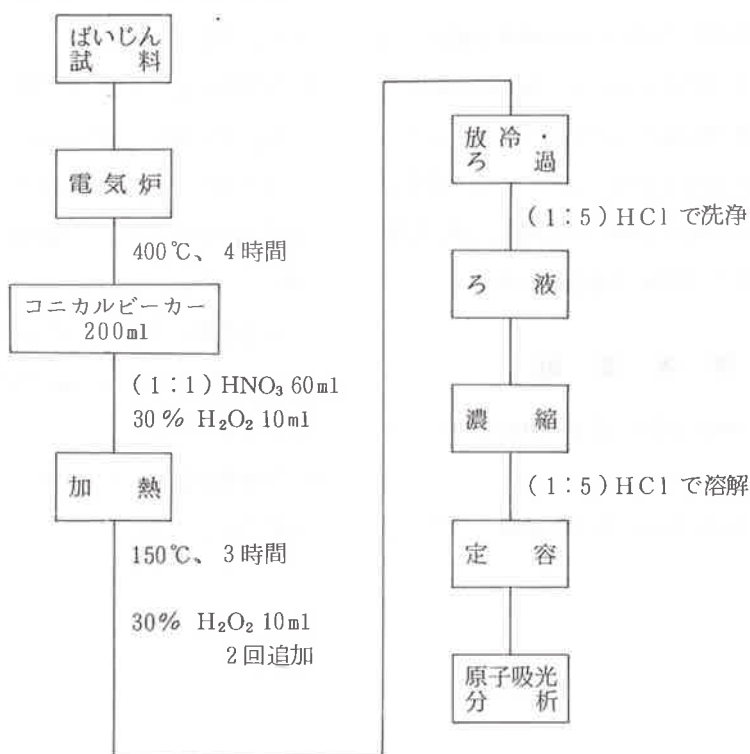 ばいじん
試料
電気炉
400℃、4時間
コニカルビーカー
200ml
(1:1) HNO₃ 60ml
30% H₂O₂ 10ml
加熱
150℃、3時間
30% H₂O₂ 10ml
2回追加
放冷・
ろ過
(1:5) HCl で洗浄
ろ液
濃縮
(1:5) HCl で溶解
定容
原子吸光
分析